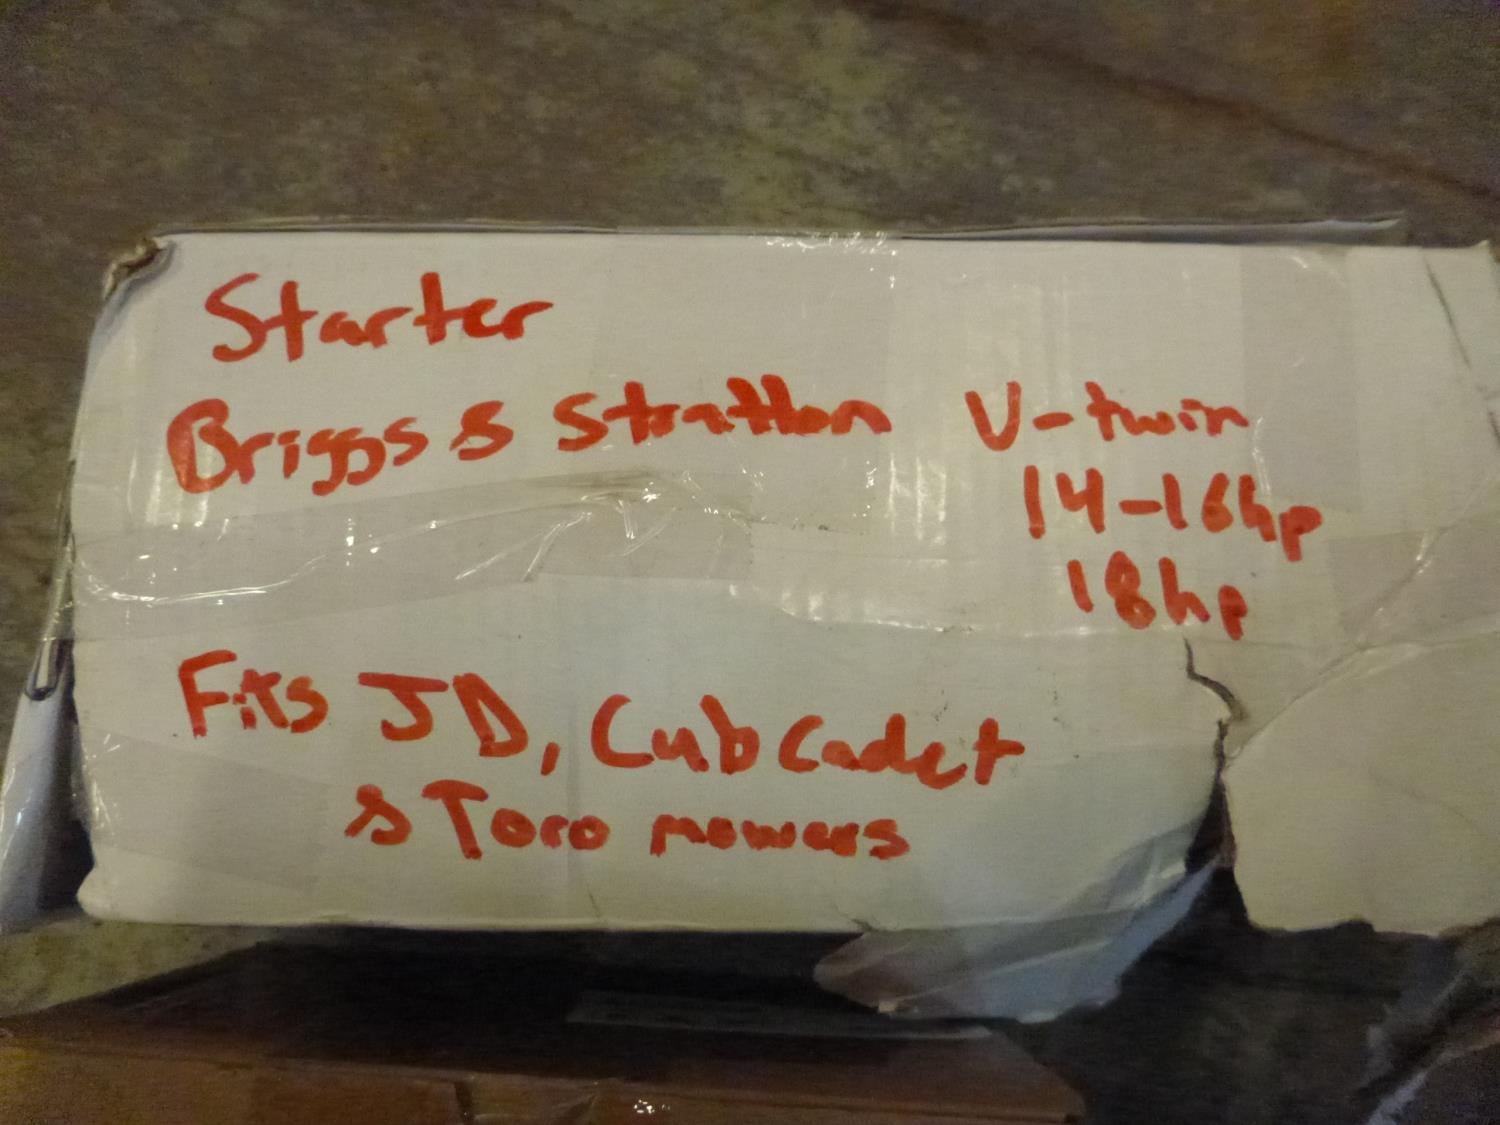 Starter
Briggs & Stratton V-twin
14-16hp
18hp
Fits JD, Cub Cadet
& Toro mowers